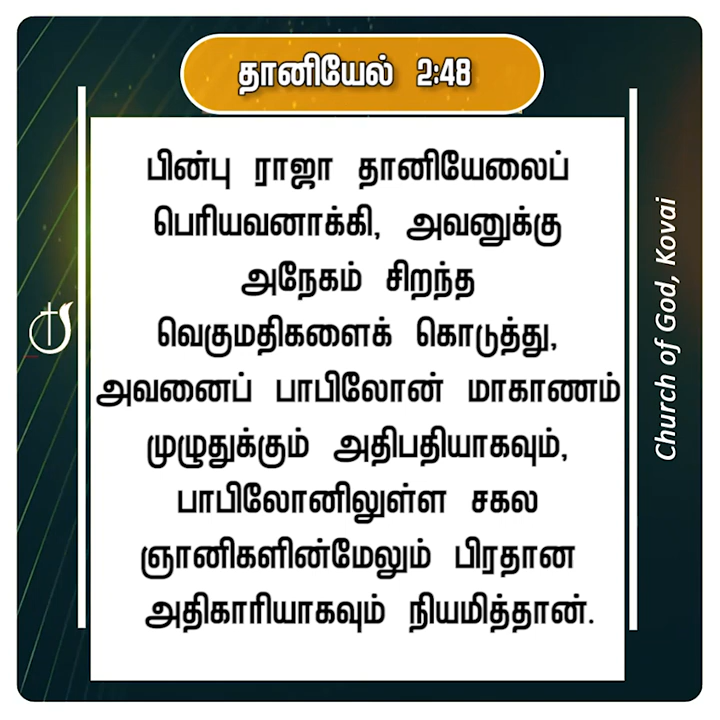 தானியேல் 2:48
பின்பு ராஜா தானியேலைப்
பெரியவனாக்கி, அவனுக்கு
அநேகம் சிறந்த
வெகுமதிகளைக் கொடுத்து,
அவனைப் பாபிலோன் மாகாணம்
முழுதுக்கும் அதிபதியாகவும்,
பாபிலோனிலுள்ள சகல
ஞானிகளின்மேலும் பிரதான
அதிகாரியாகவும் நியமித்தான்.
Church of God, Kovai